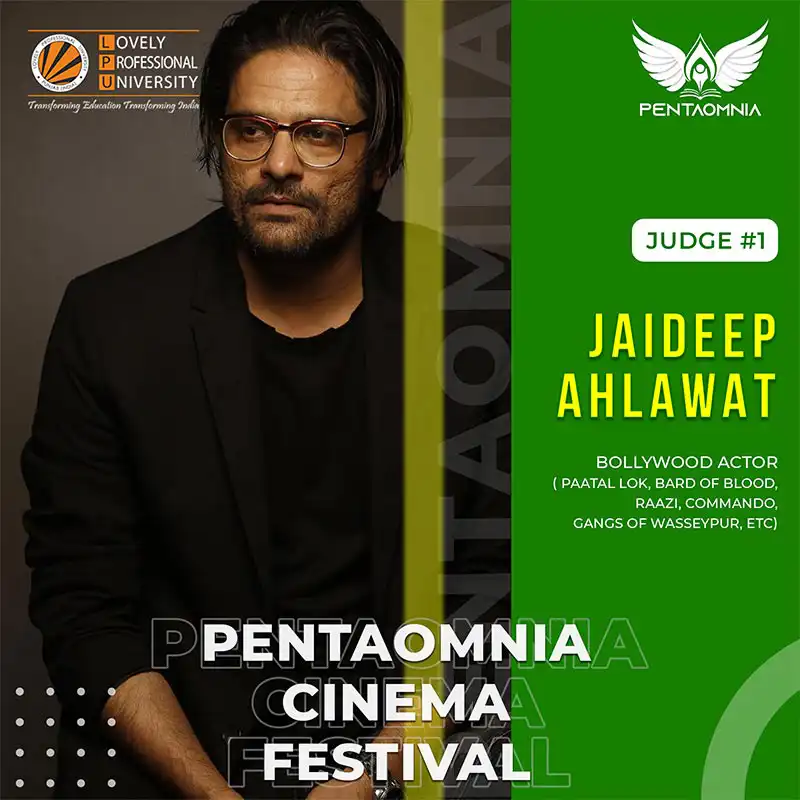 LOVELY
PROFESSIONAL
UNIVERSITY
Transforming Education Transforming India
PENTAOMNIA
PENTAOMNIA
JUDGE #1
JAIDEEP
AHLAWAT
BOLLYWOOD ACTOR
( PAATAL LOK, BARD OF BLOOD,
RAAZI, COMMANDO,
GANGS OF WASSEYPUR, ETC)
PENTAOMNIA
CINEMA
FESTIVAL